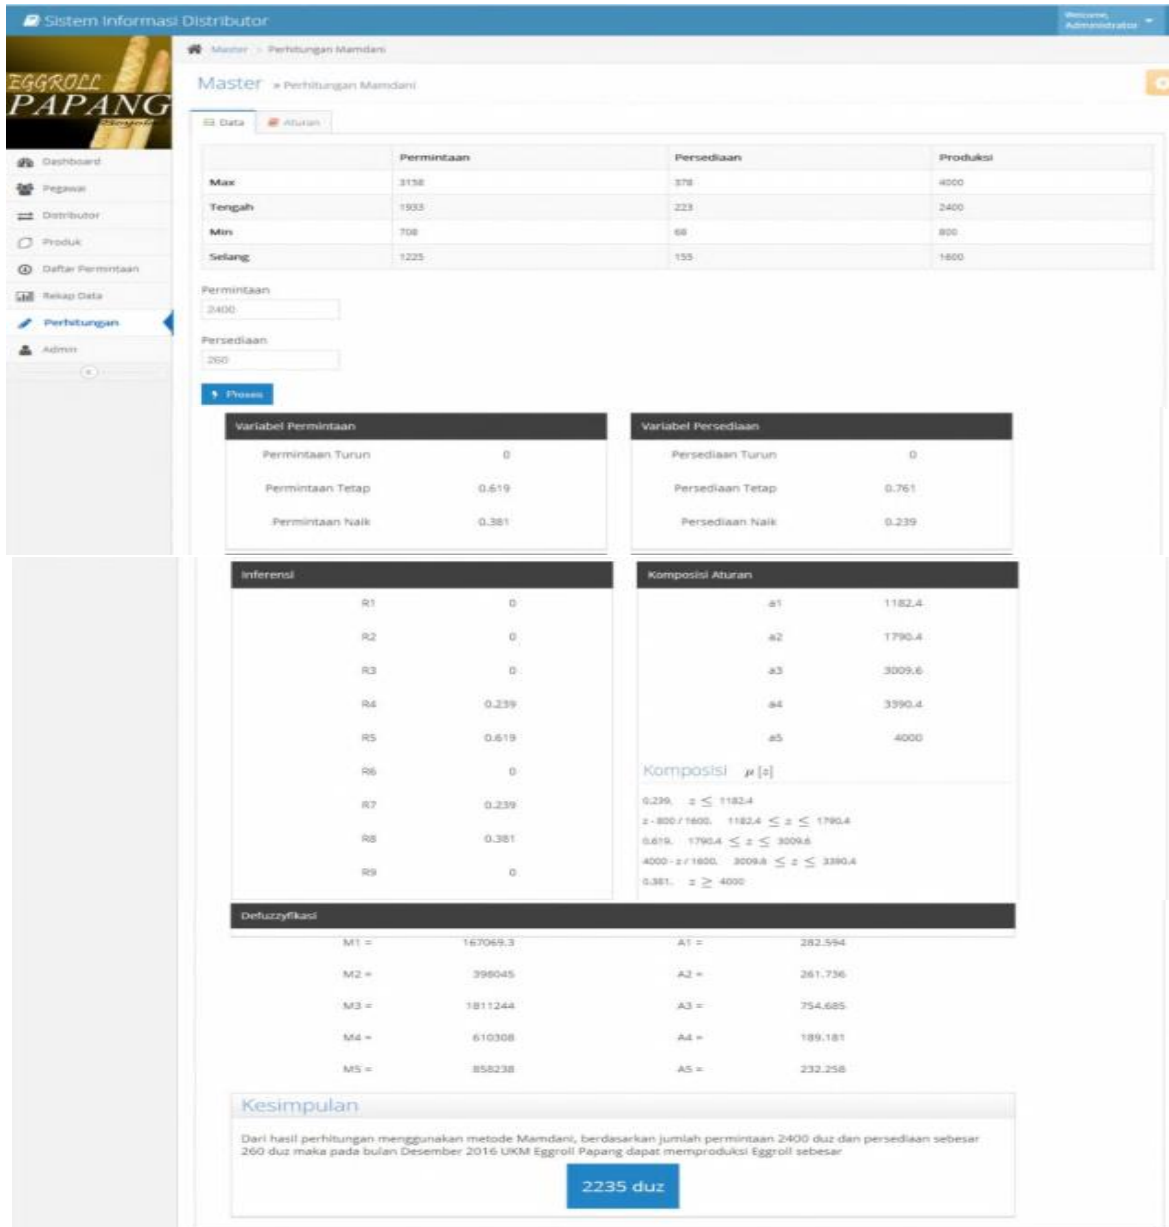 Sistem Informasi Distributor
Welcome,
Administrator
EGGROLL
PAPANG
Master > Perhitungan Mamdani
Master » Perhitungan Mamdani
Data Aturan
Dashboard
Pegawai
Distributor
Produk
Daftar Permintaan
Rekap Data
Perhitungan
Admin
Permintaan Persediaan Produksi
Max 3158 378 4000
Tengah 1933 223 2400
Min 708 68 800
Selang 1225 155 1600
Permintaan
2400
Persediaan
260
Proses
Variabel Permintaan
Permintaan Turun 0
Permintaan Tetap 0.619
Permintaan Naik 0.381
Variabel Persediaan
Persediaan Turun 0
Persediaan Tetap 0.761
Persediaan Naik 0.239
Inferensi
R1 0
R2 0
R3 0
R4 0.239
R5 0.619
R6 0
R7 0.239
R8 0.381
R9 0
Komposisi Aturan
a1 1182.4
a2 1790.4
a3 3009.6
a4 3390.4
a5 4000
Komposisi μ [z]
0.239, z ≤ 1182.4
z - 800 / 1600, 1182.4 ≤ z ≤ 1790.4
0.619, 1790.4 ≤ z ≤ 3009.6
4000 - z / 1600, 3009.6 ≤ z ≤ 3390.4
0.381, z ≥ 4000
Defuzzyfikasi
M1 = 167069.3 A1 = 282.594
M2 = 398045 A2 = 261.736
M3 = 1811244 A3 = 754.685
M4 = 610308 A4 = 189.181
M5 = 858238 A5 = 232.258
Kesimpulan
Dari hasil perhitungan menggunakan metode Mamdani, berdasarkan jumlah permintaan 2400 duz dan persediaan sebesar
260 duz maka pada bulan Desember 2016 UKM Eggroll Papang dapat memproduksi Eggroll sebesar
2235 duz